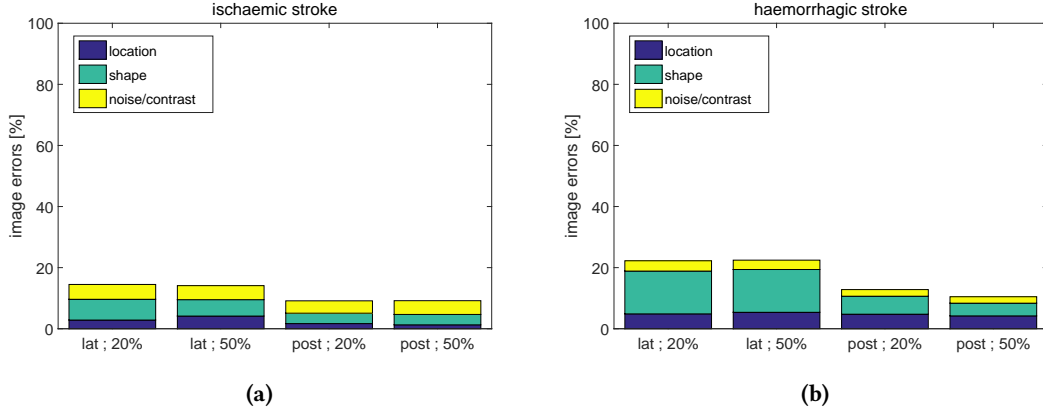 ischaemic stroke
image errors [%]
100
80
60
40
20
0
location
shape
noise/contrast
lat ; 20%
lat ; 50%
post ; 20%
post ; 50%
(a)
haemorrhagic stroke
image errors [%]
100
80
60
40
20
0
location
shape
noise/contrast
lat ; 20%
lat ; 50%
post ; 20%
post ; 50%
(b)